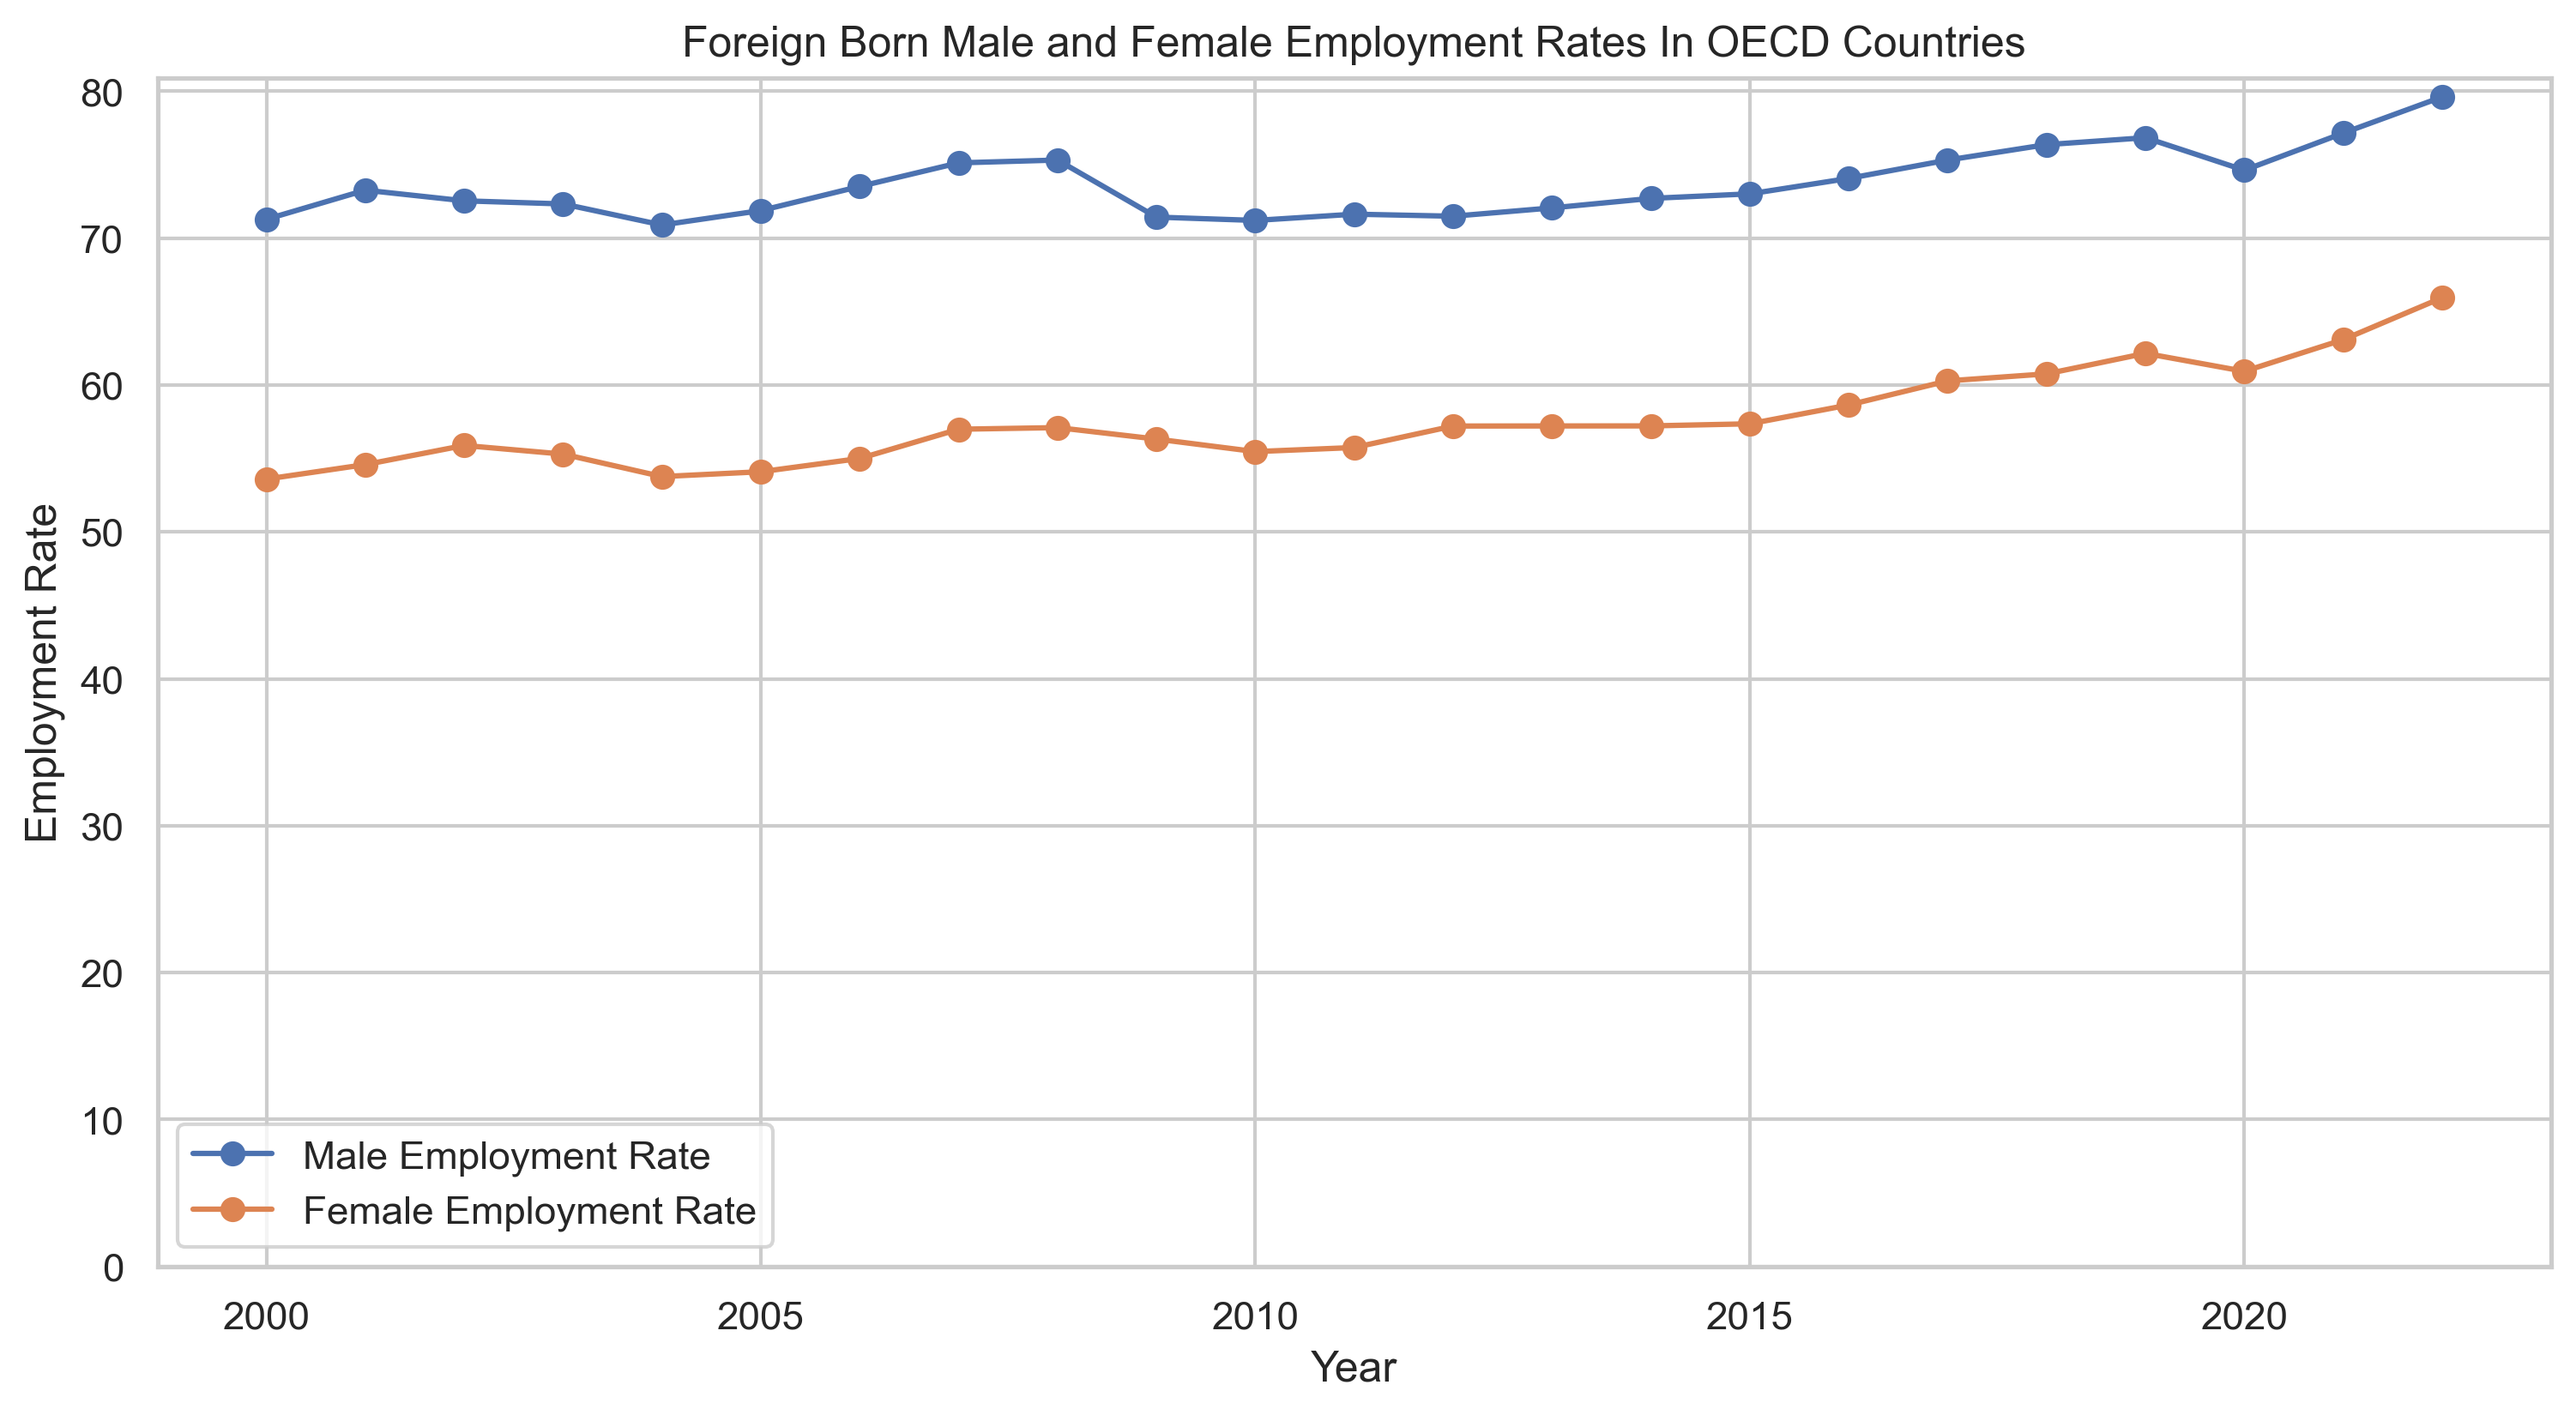 Foreign Born Male and Female Employment Rates In OECD Countries
80
70
60
50
40
30
20
10
0
Employment Rate
Male Employment Rate
Female Employment Rate
2000 2005 2010 2015 2020
Year